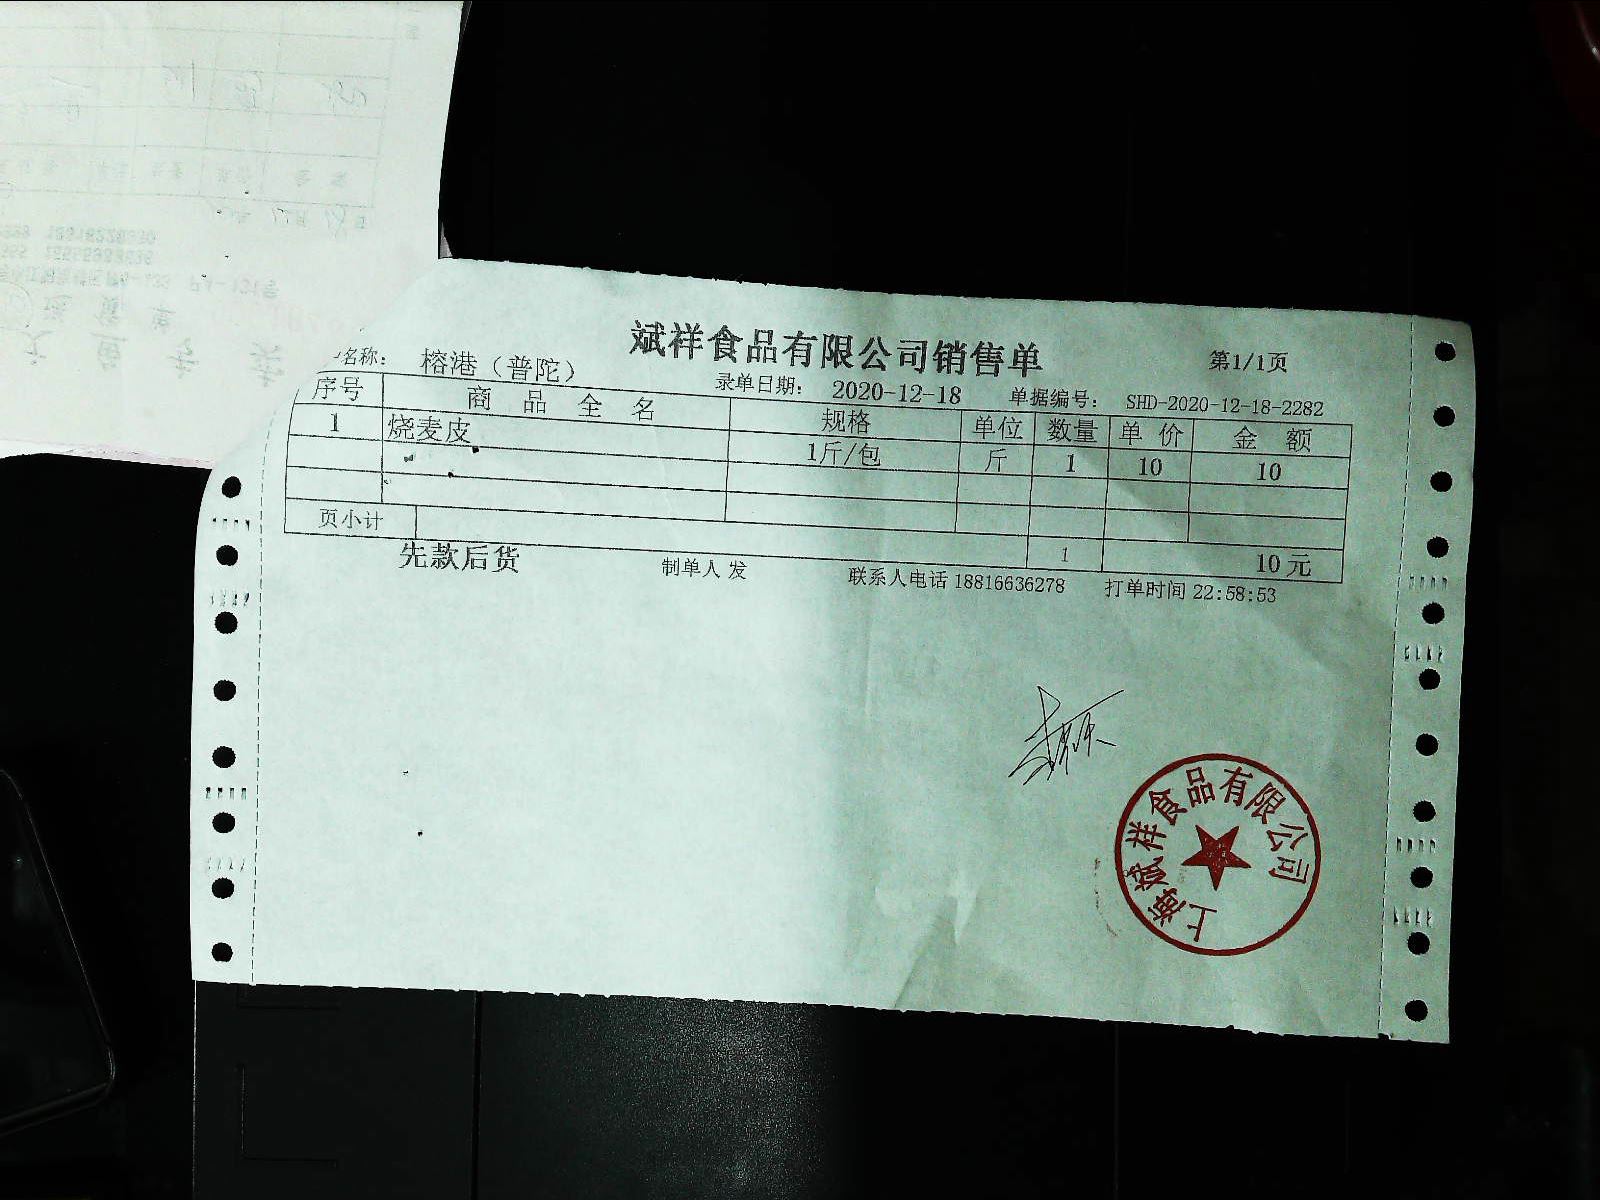 斌祥食品有限公司销售单
第1/1页
名称： 榕港（普陀） 录单日期： 2020-12-18 单据编号： SHD-2020-12-18-2282
序号 商品全名 规格 单位 数量 单价 金额
1 烧麦皮 1斤/包 斤 1 10 10
页小计 1 10元
先款后货 制单人 发 联系人电话 18816636278 打单时间 22:58:53
上海斌祥食品有限公司